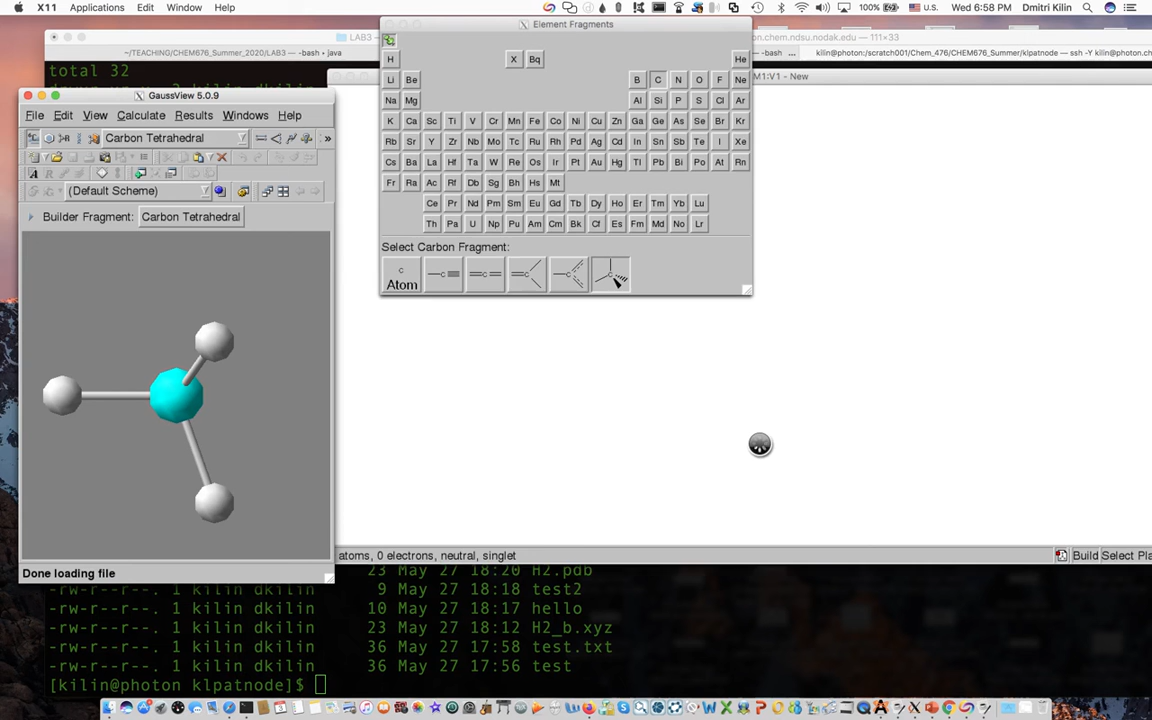 X11 Applications Edit Window Help 100% U.S. Wed 6:58 PM Dmitri Kilin
LAB3
Element Fragments
.chem.ndsu.nodak.edu — 111×33
~/TEACHING/CHEM676_Summer_2020/LAB3 — -bash + java
-bash ...
kilin@photon:/scratch001/Chem_476/CHEM676_Summer/klpatnode — ssh -Y kilin@photon.c
total 32
M1:V1 - New
GaussView 5.0.9
File Edit View Calculate Results Windows Help
Carbon Tetrahedral
»
(Default Scheme)
Builder Fragment: Carbon Tetrahedral
Done loading file
H X Bq He
Li Be B C N O F Ne
Na Mg Al Si P S Cl Ar
K Ca Sc Ti V Cr Mn Fe Co Ni Cu Zn Ga Ge As Se Br Kr
Rb Sr Y Zr Nb Mo Tc Ru Rh Pd Ag Cd In Sn Sb Te I Xe
Cs Ba La Hf Ta W Re Os Ir Pt Au Hg Tl Pb Bi Po At Rn
Fr Ra Ac Rf Db Sg Bh Hs Mt
Ce Pr Nd Pm Sm Eu Gd Tb Dy Ho Er Tm Yb Lu
Th Pa U Np Pu Am Cm Bk Cf Es Fm Md No Lr
Select Carbon Fragment:
C
Atom
atoms, 0 electrons, neutral, singlet
Build Select Pla
23 May 27 18:20 H2.pdb
-rw-r--r--. 1 kilin dkilin 9 May 27 18:18 test2
-rw-r--r--. 1 kilin dkilin 10 May 27 18:17 hello
-rw-r--r--. 1 kilin dkilin 23 May 27 18:12 H2_b.xyz
-rw-r--r--. 1 kilin dkilin 36 May 27 17:58 test.txt
-rw-r--r--. 1 kilin dkilin 36 May 27 17:56 test
[kilin@photon klpatnode]$